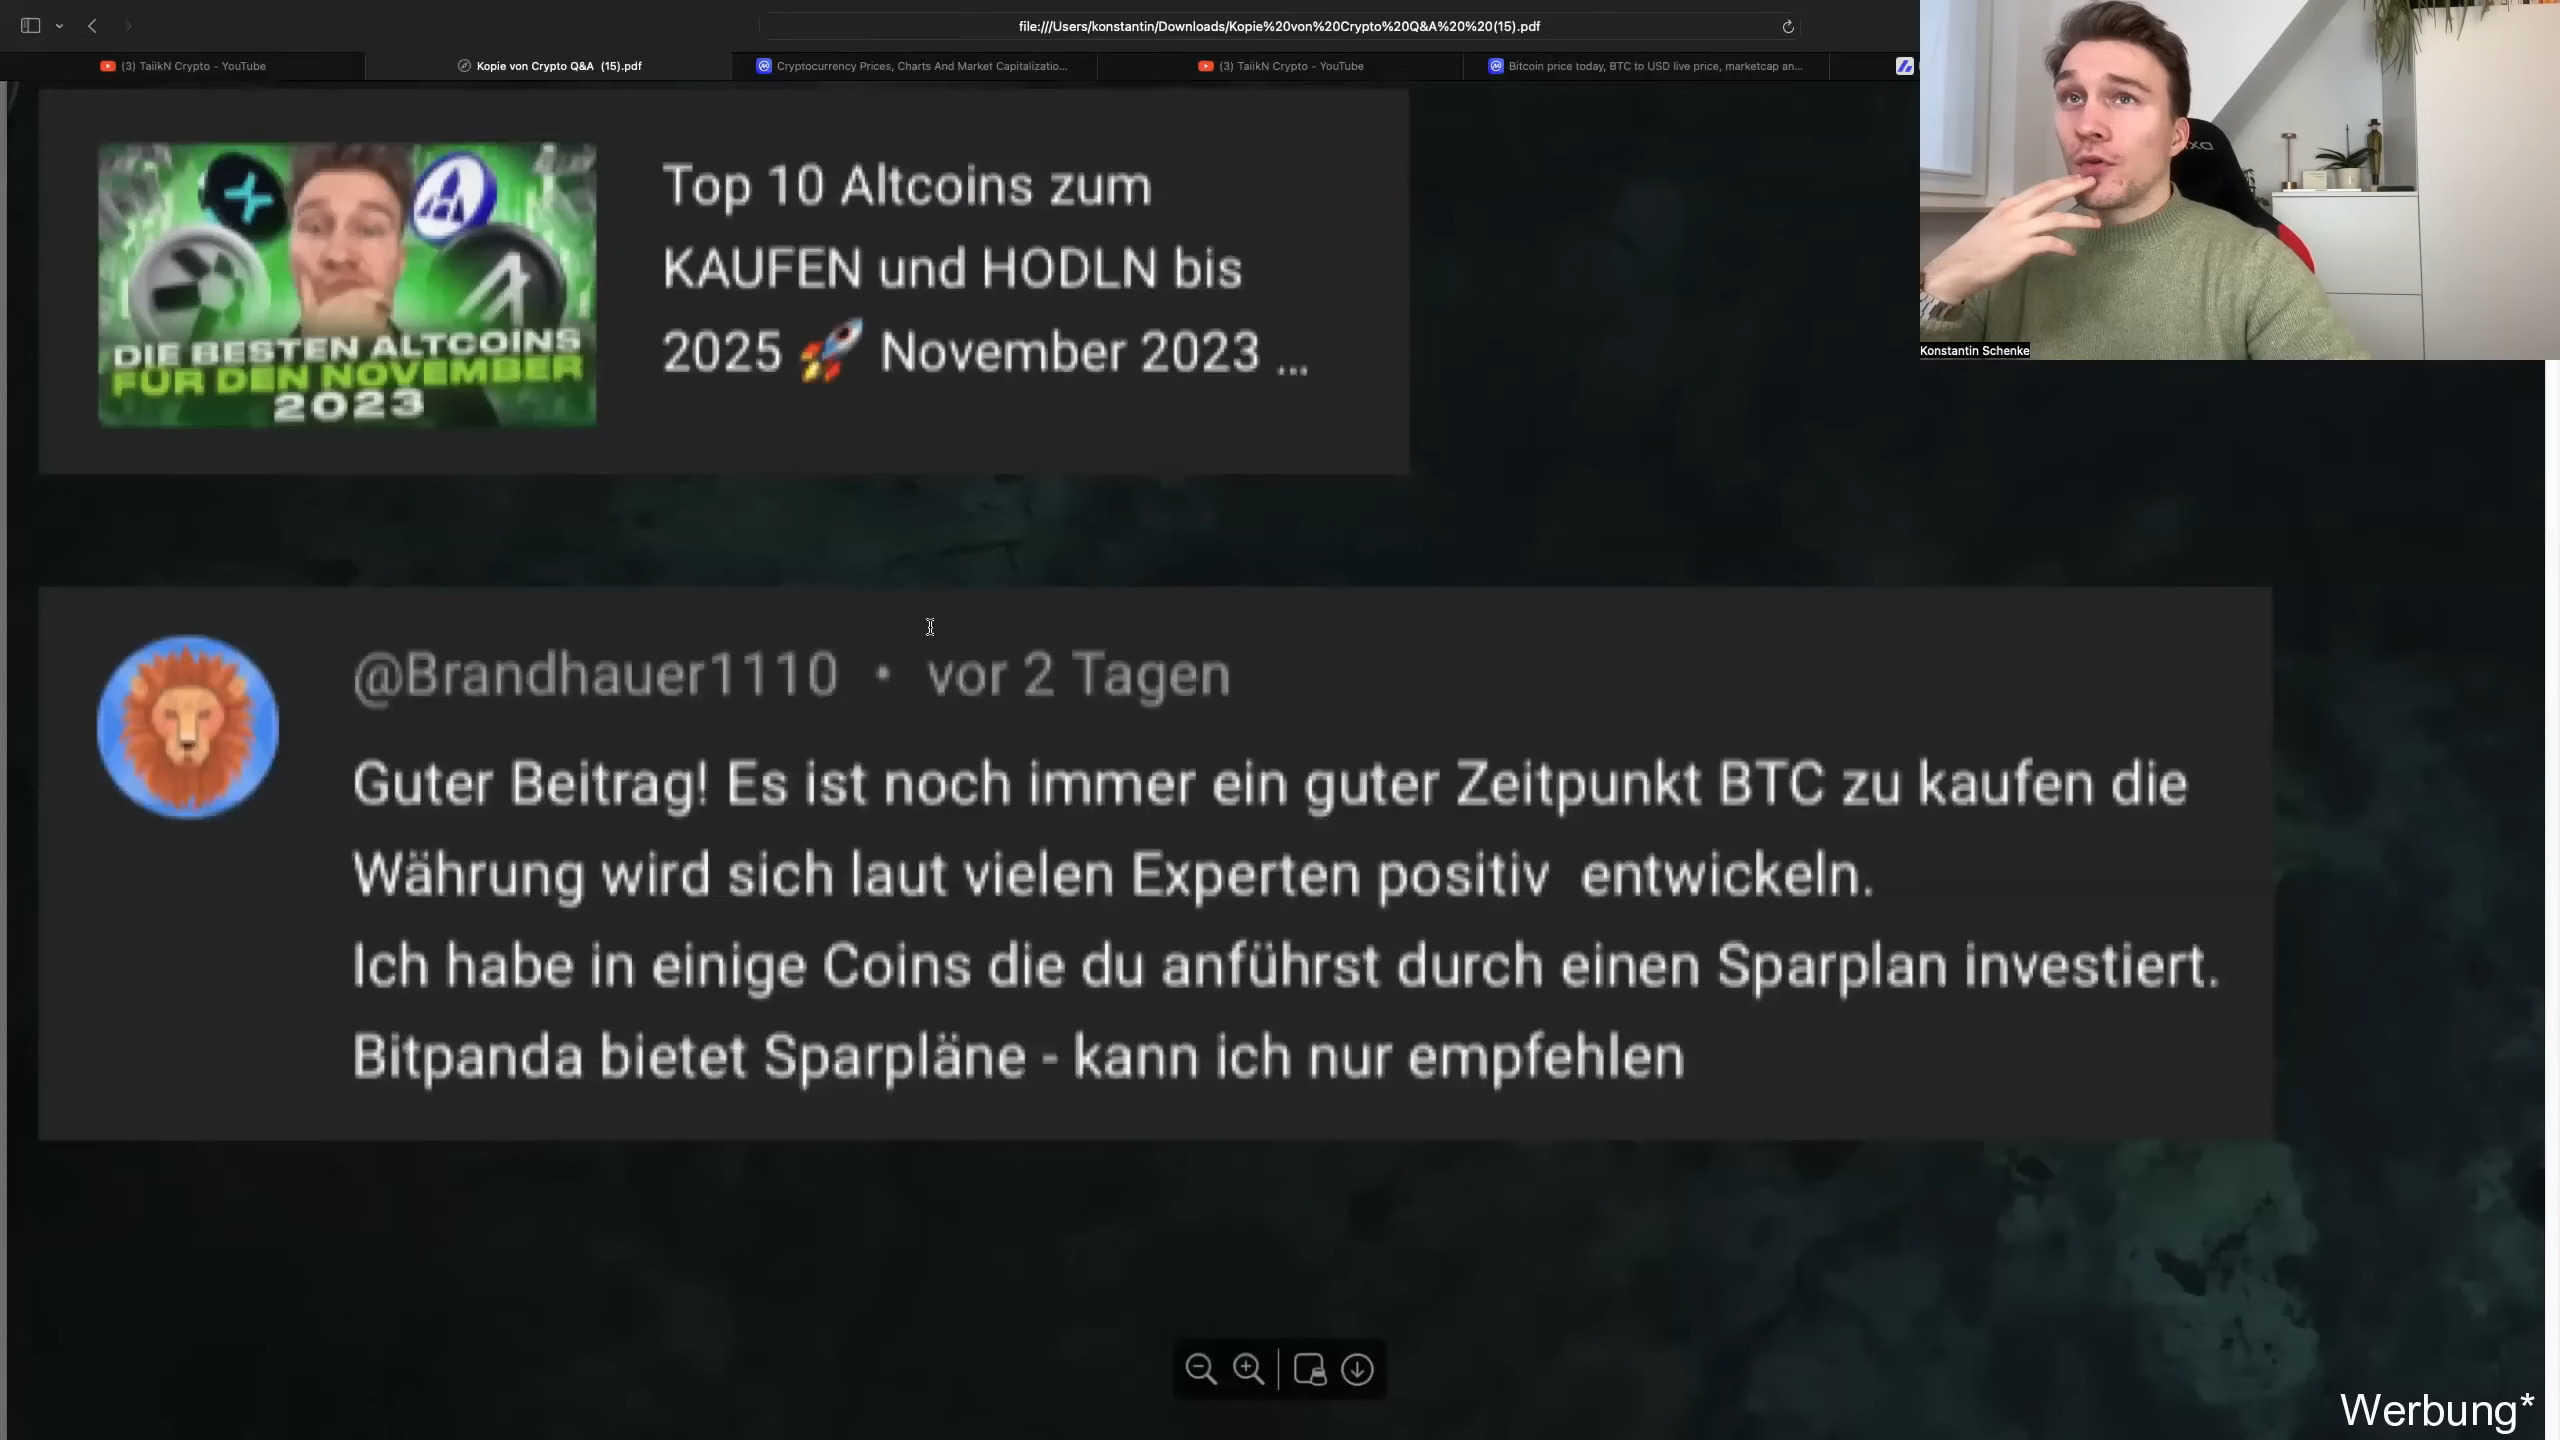 file:///Users/konstantin/Downloads/Kopie%20von%20Crypto%20Q&A%20%20(15).pdf
(3) TaiikN Crypto - YouTube
Kopie von Crypto Q&A (15).pdf
Cryptocurrency Prices, Charts And Market Capitalizatio...
(3) TaiikN Crypto - YouTube
Bitcoin price today, BTC to USD live price, marketcap an...
Konstantin Schenke
DIE BESTEN ALTCOINS
FÜR DEN NOVEMBER
2023
Top 10 Altcoins zum
KAUFEN und HODLN bis
2025 🚀 November 2023 ...
@Brandhauer1110 • vor 2 Tagen
Guter Beitrag! Es ist noch immer ein guter Zeitpunkt BTC zu kaufen die
Währung wird sich laut vielen Experten positiv  entwickeln.
Ich habe in einige Coins die du anführst durch einen Sparplan investiert.
Bitpanda bietet Sparpläne - kann ich nur empfehlen
Werbung*